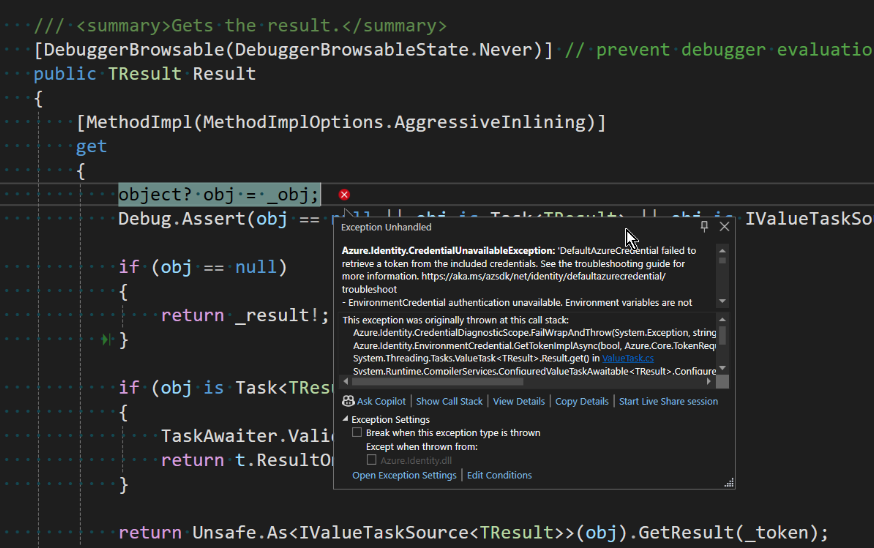 /// <summary>Gets the result.</summary>
[DebuggerBrowsable(DebuggerBrowsableState.Never)] // prevent debugger evaluatio
public TResult Result
{
[MethodImpl(MethodImplOptions.AggressiveInlining)]
get
{
object? obj = _obj;
Debug.Assert(obj == null || obj is Task<TResult> || obj is IValueTaskSo
if (obj == null)
{
return _result!;
}
if (obj is Task<TResu
{
TaskAwaiter.Valid
return t.ResultOn
}
return Unsafe.As<IValueTaskSource<TResult>>(obj).GetResult(_token);
Exception Unhandled
Azure.Identity.CredentialUnavailableException: 'DefaultAzureCredential failed to
retrieve a token from the included credentials. See the troubleshooting guide for
more information. https://aka.ms/azsdk/net/identity/defaultazurecredential/
troubleshoot
- EnvironmentCredential authentication unavailable. Environment variables are not
This exception was originally thrown at this call stack:
Azure.Identity.CredentialDiagnosticScope.FailWrapAndThrow(System.Exception, string
Azure.Identity.EnvironmentCredential.GetTokenImplAsync(bool, Azure.Core.TokenRequ
System.Threading.Tasks.ValueTask<TResult>.Result.get() in ValueTask.cs
System.Runtime.CompilerServices.ConfiguredValueTaskAwaitable<TResult>.Configure
Ask Copilot | Show Call Stack | View Details | Copy Details | Start Live Share session
Exception Settings
Break when this exception type is thrown
Except when thrown from:
Azure.Identity.dll
Open Exception Settings | Edit Conditions